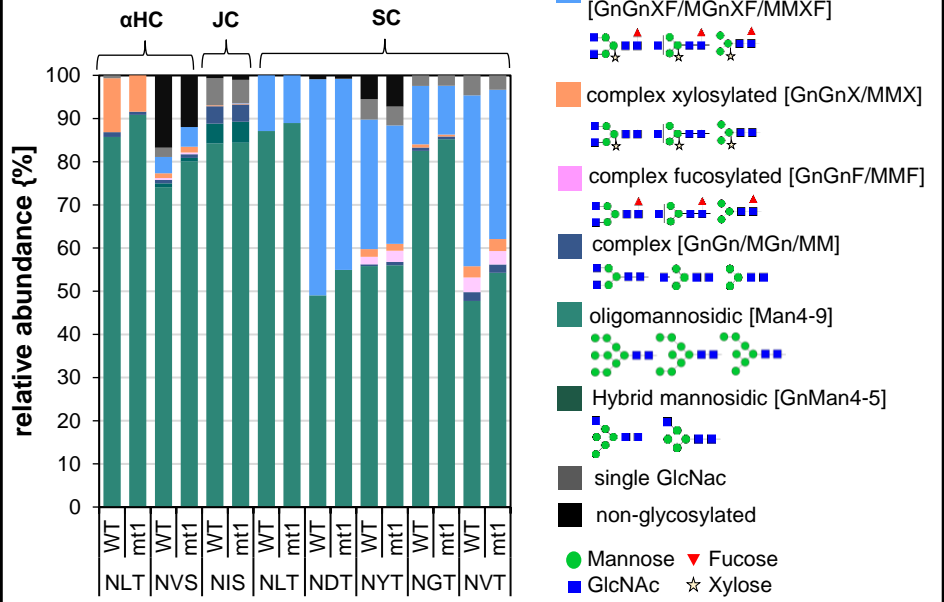 αHC JC SC
relative abundance {%]
100
90
80
70
60
50
40
30
20
10
0
WT mt1 WT mt1 WT mt1 WT mt1 WT mt1 WT mt1 WT mt1 WT mt1
NLT NVS NIS NLT NDT NYT NGT NVT
[GnGnXF/MGnXF/MMXF]
complex xylosylated [GnGnX/MMX]
complex fucosylated [GnGnF/MMF]
complex [GnGn/MGn/MM]
oligomannosidic [Man4-9]
Hybrid mannosidic [GnMan4-5]
single GlcNac
non-glycosylated
Mannose Fucose
GlcNAc Xylose